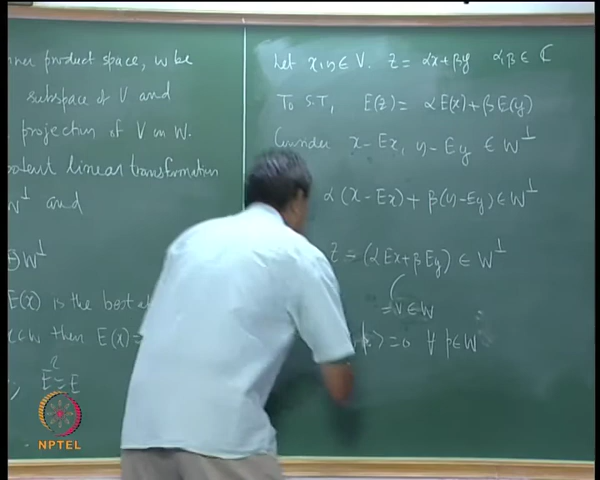 nner product space, W be
subspace of V and
projection of V on W.
potent linear transformation
W⊥ and
W⊥
E(x) is the best a
x∈W then E(x)=
E² = E
Let x, y ∈ V. Z = αx+βy α, β ∈ ℂ
To S.T, E(z) = αE(x)+βE(y)
Consider x-Ex, y-Ey ∈ W⊥
α(x-Ex)+β(y-Ey) ∈ W⊥
Z = (αEx+βEy) ∈ W⊥
=v∈W
>=0 ∀ p∈W
NPTEL